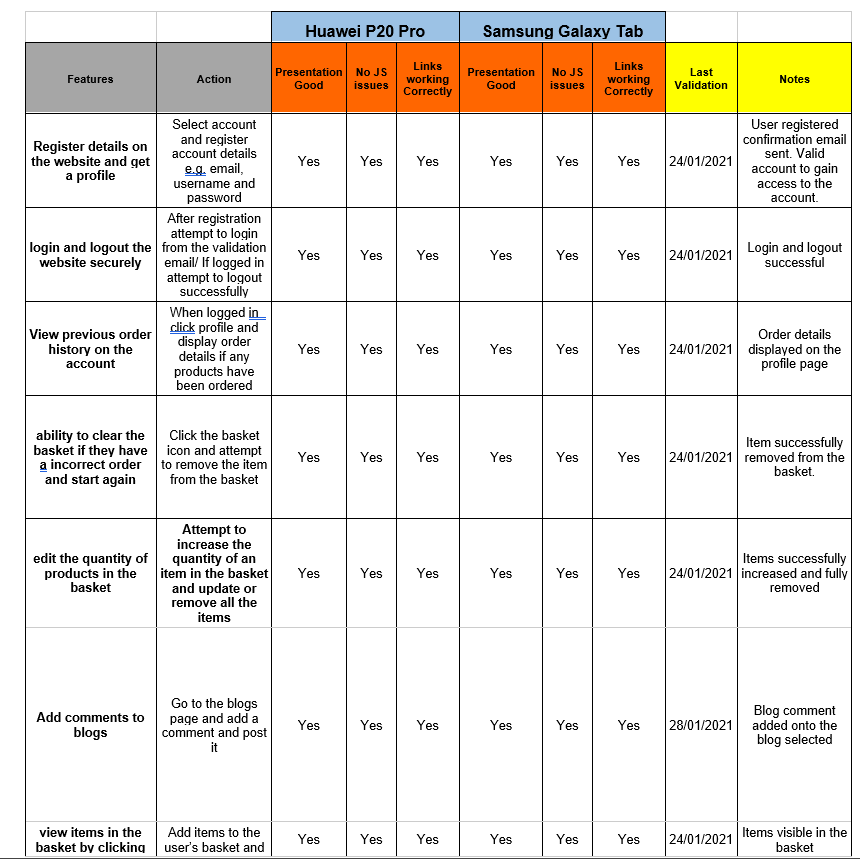 Huawei P20 Pro
Samsung Galaxy Tab
Features
Action
Presentation
Good
No JS
issues
Links
working
Correctly
Presentation
Good
No JS
issues
Links
working
Correctly
Last
Validation
Notes
Register details on
the website and get
a profile
Select account
and register
account details
e.g. email,
username and
password
Yes
Yes
Yes
Yes
Yes
Yes
24/01/2021
User registered
confirmation email
sent. Valid
account to gain
access to the
account.
login and logout the
website securely
After registration
attempt to login
from the validation
email/ If logged in
attempt to logout
successfully
Yes
Yes
Yes
Yes
Yes
Yes
24/01/2021
Login and logout
successful
View previous order
history on the
account
When logged in
click profile and
display order
details if any
products have
been ordered
Yes
Yes
Yes
Yes
Yes
Yes
24/01/2021
Order details
displayed on the
profile page
ability to clear the
basket if they have
a incorrect order
and start again
Click the basket
icon and attempt
to remove the item
from the basket
Yes
Yes
Yes
Yes
Yes
Yes
24/01/2021
Item successfully
removed from the
basket.
edit the quantity of
products in the
basket
Attempt to
increase the
quantity of an
item in the basket
and update or
remove all the
items
Yes
Yes
Yes
Yes
Yes
Yes
24/01/2021
Items successfully
increased and fully
removed
Add comments to
blogs
Go to the blogs
page and add a
comment and post
it
Yes
Yes
Yes
Yes
Yes
Yes
28/01/2021
Blog comment
added onto the
blog selected
view items in the
basket by clicking
Add items to the
user's basket and
Yes
Yes
Yes
Yes
Yes
Yes
24/01/2021
Items visible in the
basket